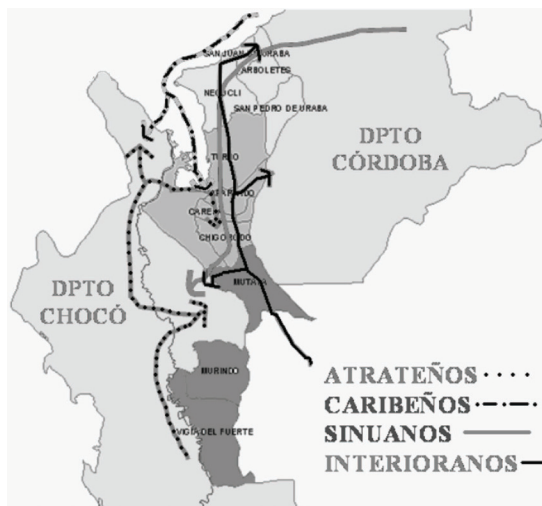 SAN JUAN DE URABA
ARBOLETES
NECOCLI
SAN PEDRO DE URABA
DPTO
CÓRDOBA
TURBO
CARE
CHIGORODO
MUTATA
DPTO
CHOCÓ
MURINDO
VIGIA DEL FUERTE
ATRATEÑOS
CARIBEÑOS
SINUANOS
INTERIORANOS